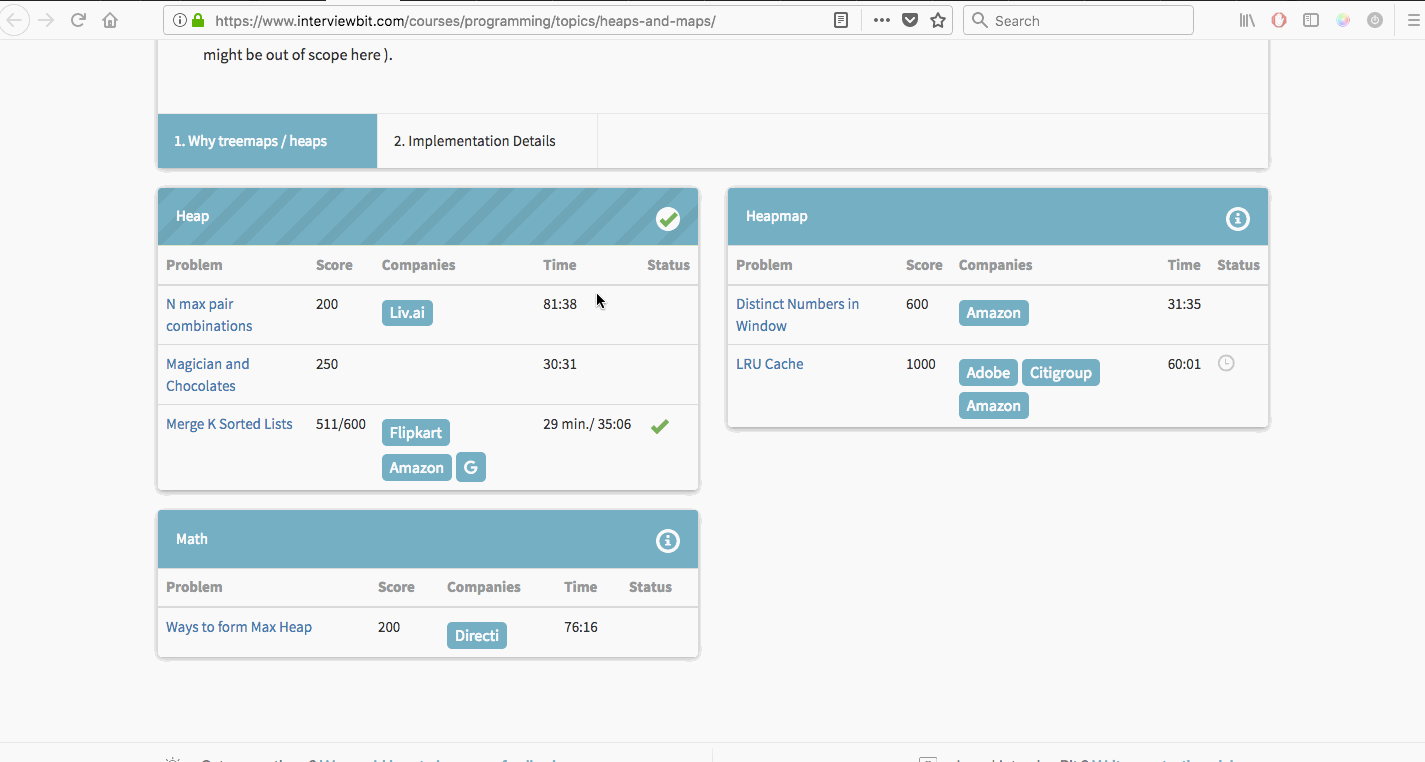 https://www.interviewbit.com/courses/programming/topics/heaps-and-maps/
Search
might be out of scope here ).
1. Why treemaps / heaps
2. Implementation Details
Heap
Problem Score Companies Time Status
N max pair combinations 200 Liv.ai 81:38
Magician and Chocolates 250 30:31
Merge K Sorted Lists 511/600 Flipkart Amazon G 29 min./ 35:06
Heapmap
Problem Score Companies Time Status
Distinct Numbers in Window 600 Amazon 31:35
LRU Cache 1000 Adobe Citigroup Amazon 60:01
Math
Problem Score Companies Time Status
Ways to form Max Heap 200 Directi 76:16